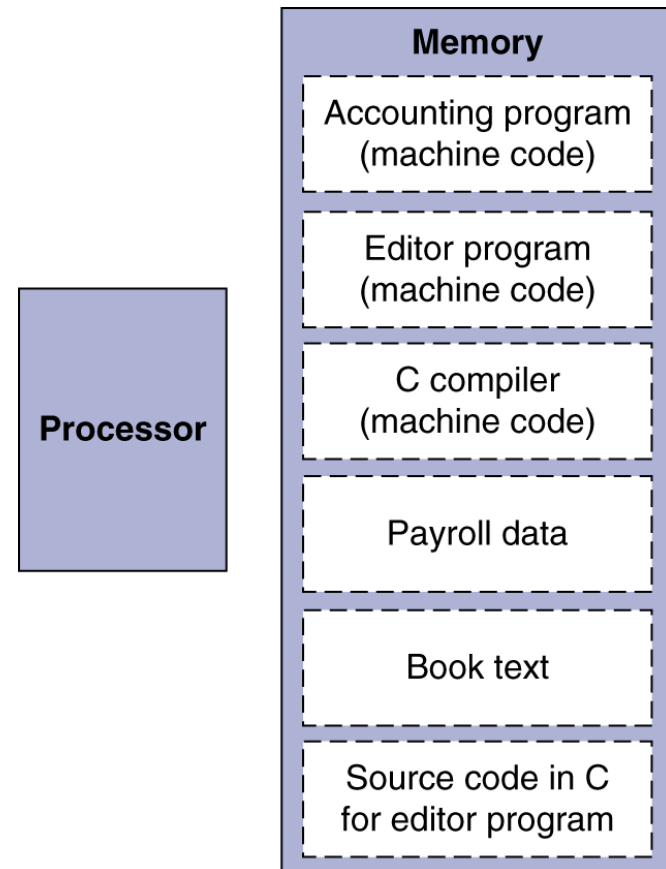 Memory
Accounting program
(machine code)
Editor program
(machine code)
C compiler
(machine code)
Processor
Payroll data
Book text
Source code in C
for editor program